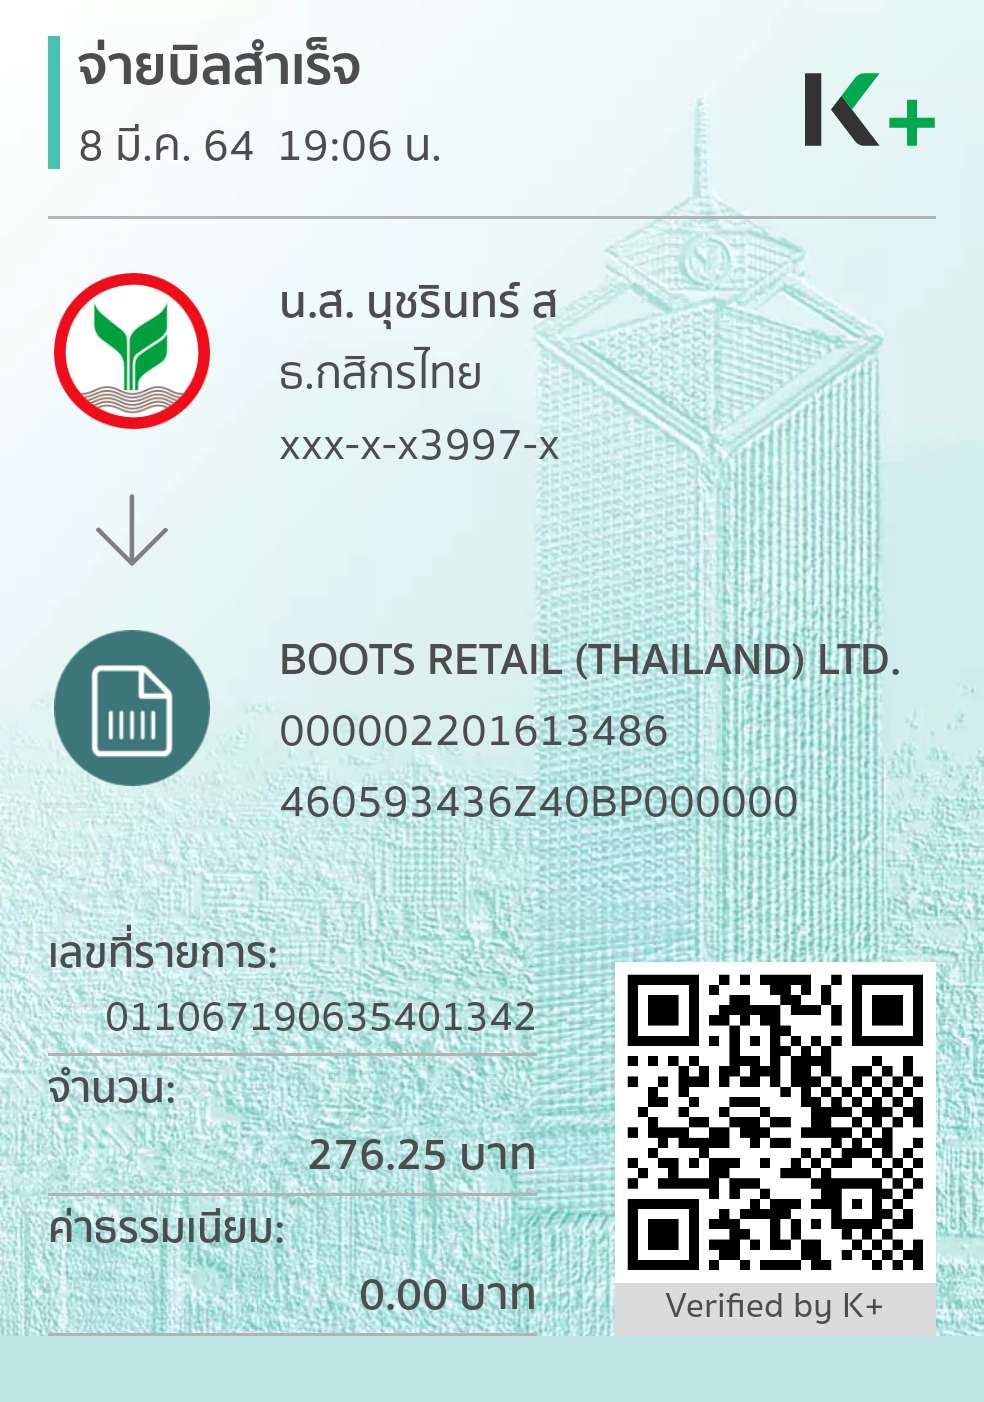 จ่ายบิลสำเร็จ
8 มี.ค. 64 19:06 น.
K+
น.ส. นุชรินทร์ ส
ธ.กสิกรไทย
xxx-x-x3997-x
BOOTS RETAIL (THAILAND) LTD.
000002201613486
460593436Z40BP000000
เลขที่รายการ:
011067190635401342
จำนวน:
276.25 บาท
ค่าธรรมเนียม:
0.00 บาท
Verified by K+